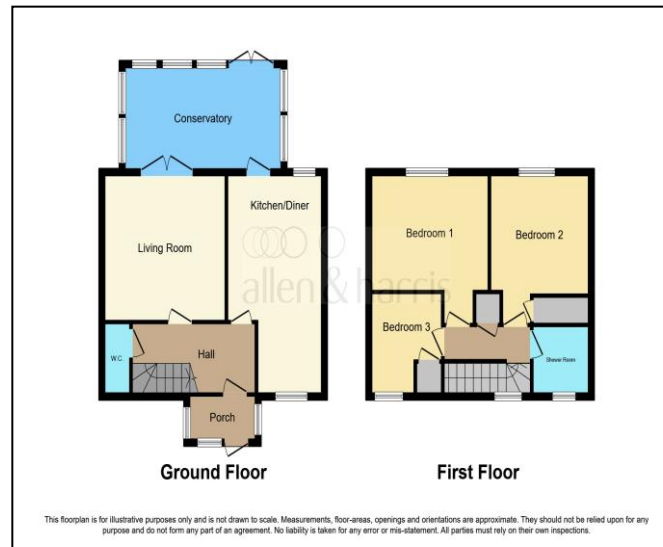 Conservatory
Kitchen/Diner
Living Room
W.C.
Hall
Porch
Ground Floor
Bedroom 1
Bedroom 2
Bedroom 3
Shower Room
First Floor
allen & harris
This floorplan is for illustrative purposes only and is not drawn to scale. Measurements, floor-areas, openings and orientations are approximate. They should not be relied upon for any
purpose and do not form any part of an agreement. No liability is taken for any error or mis-statement. All parties must rely on their own inspections.